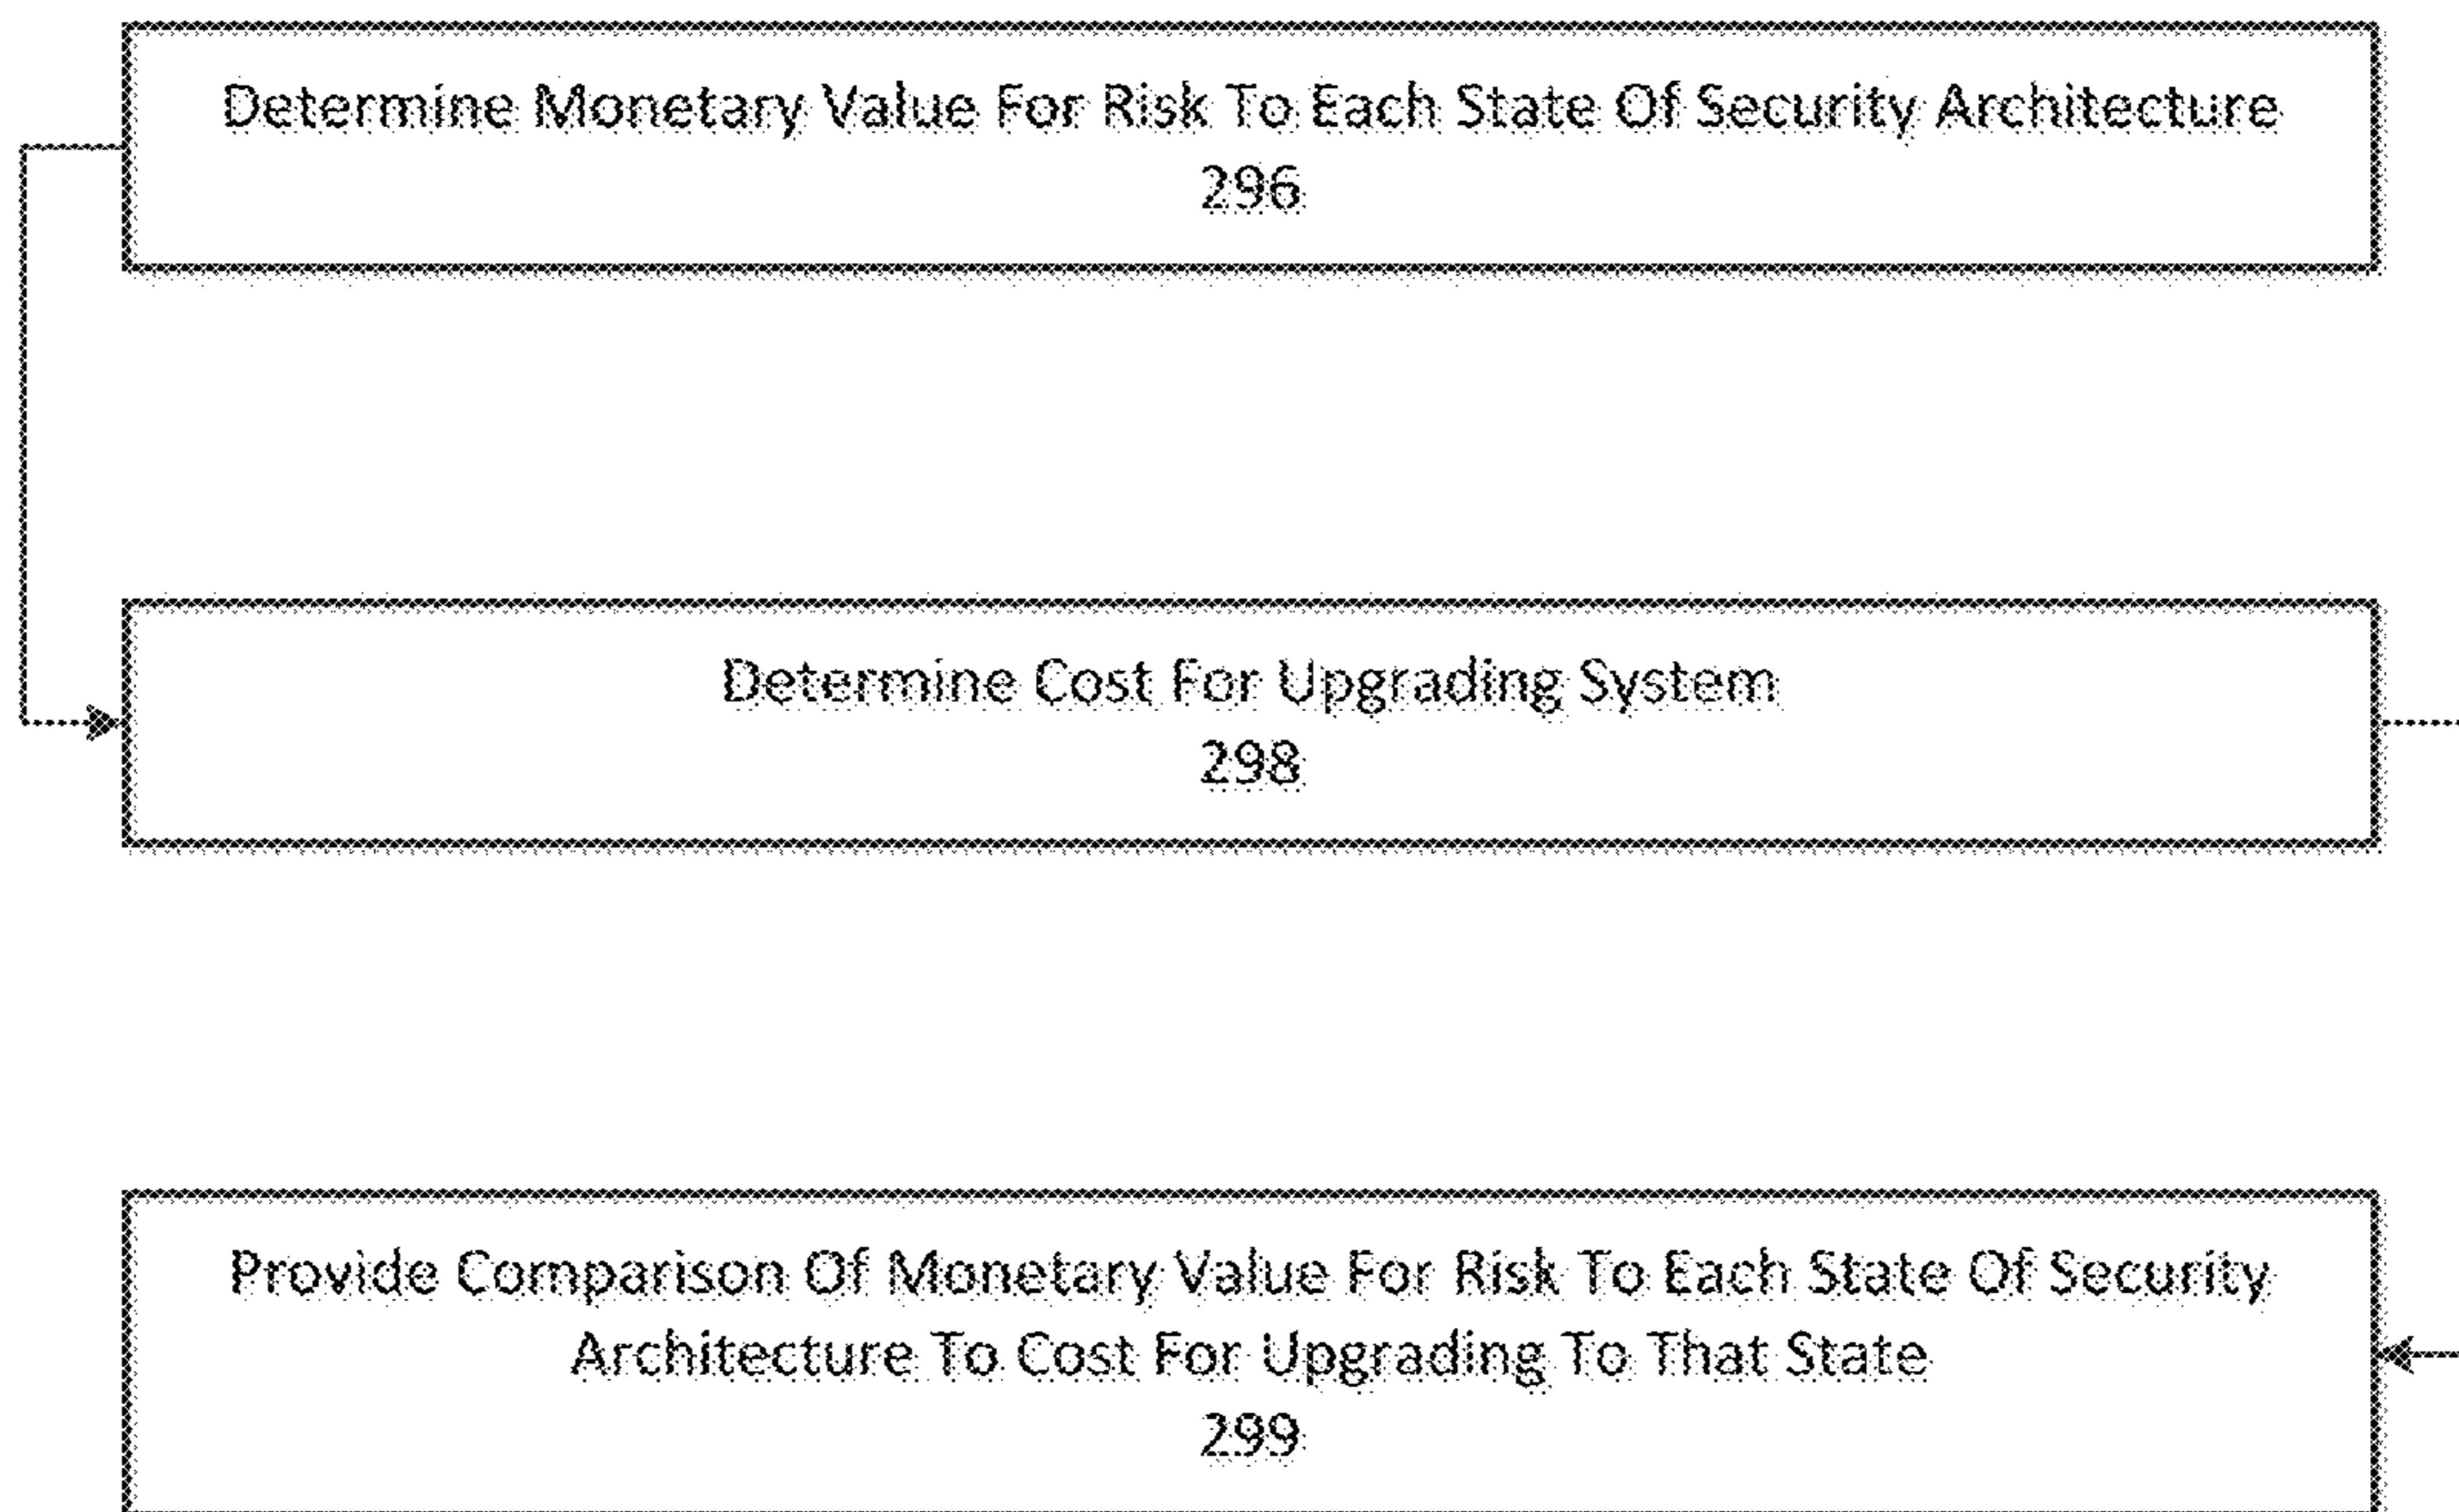 Determine Monetary Value For Risk To Each State Of Security Architecture
296
Determine Cost For Upgrading System
298
Provide Comparison Of Monetary Value For Risk To Each State Of Security
Architecture To Cost For Upgrading To That State
299